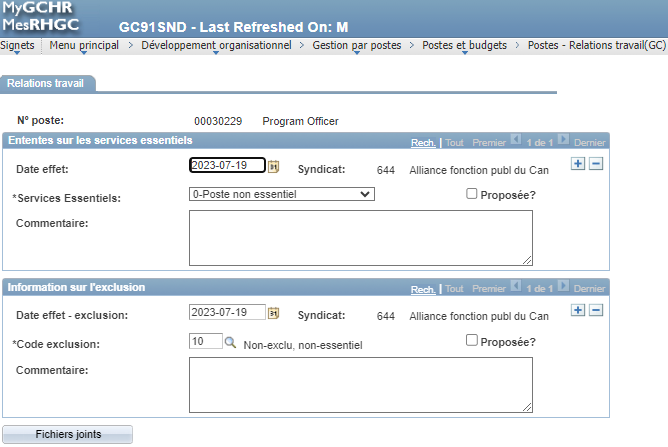 MyGCHR
MesRHGC
GC91SND - Last Refreshed On: M
Signets Menu principal > Développement organisationnel > Gestion par postes > Postes et budgets > Postes - Relations travail(GC)
Relations travail
Nº poste: 00030229 Program Officer
Ententes sur les services essentiels Rech. | Tout Premier 1 de 1 Dernier
Date effet: 2023-07-19 31 Syndicat: 644 Alliance fonction publ du Can + -
*Services Essentiels: 0-Poste non essentiel Proposée?
Commentaire:
Information sur l'exclusion Rech. | Tout Premier 1 de 1 Dernier
Date effet - exclusion: 2023-07-19 31 Syndicat: 644 Alliance fonction publ du Can + -
*Code exclusion: 10 Non-exclu, non-essentiel Proposée?
Commentaire:
Fichiers joints